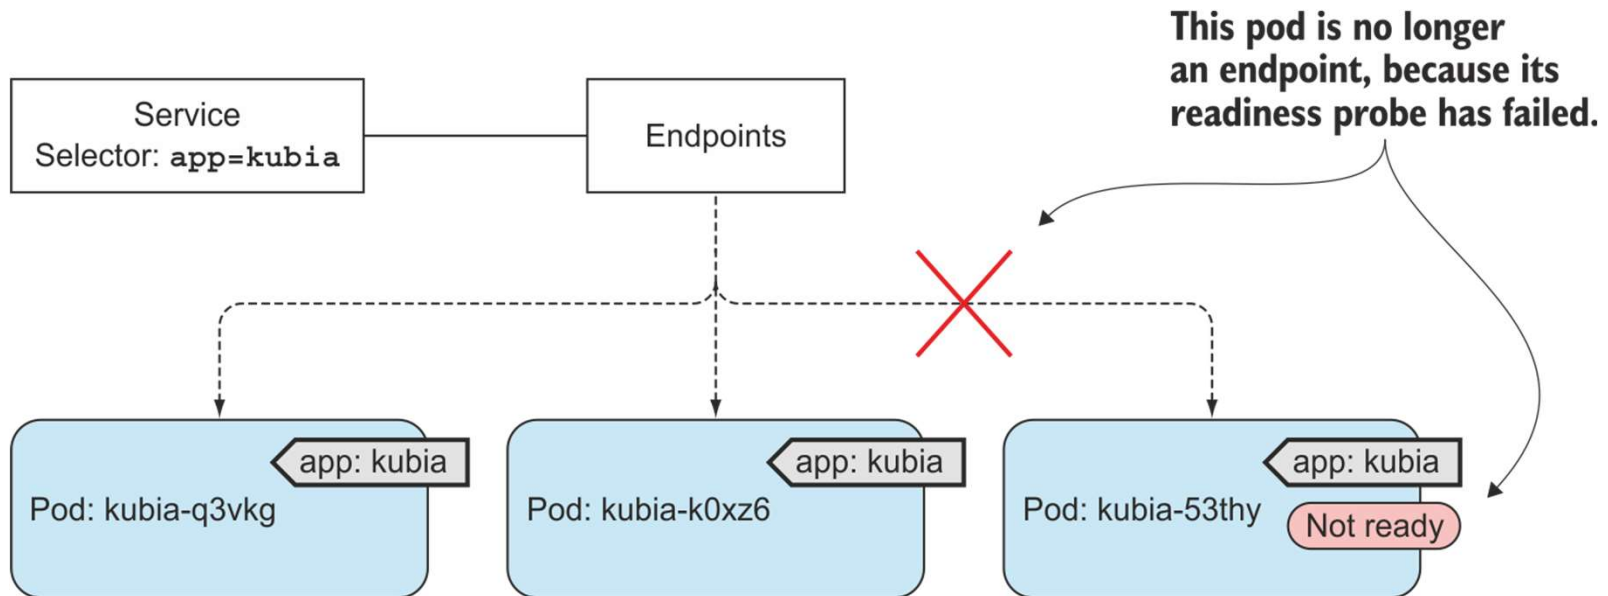 This pod is no longer
an endpoint, because its
readiness probe has failed.
Service
Selector: app=kubia
Endpoints
app: kubia
Pod: kubia-q3vkg
app: kubia
Pod: kubia-k0xz6
app: kubia
Pod: kubia-53thy
Not ready